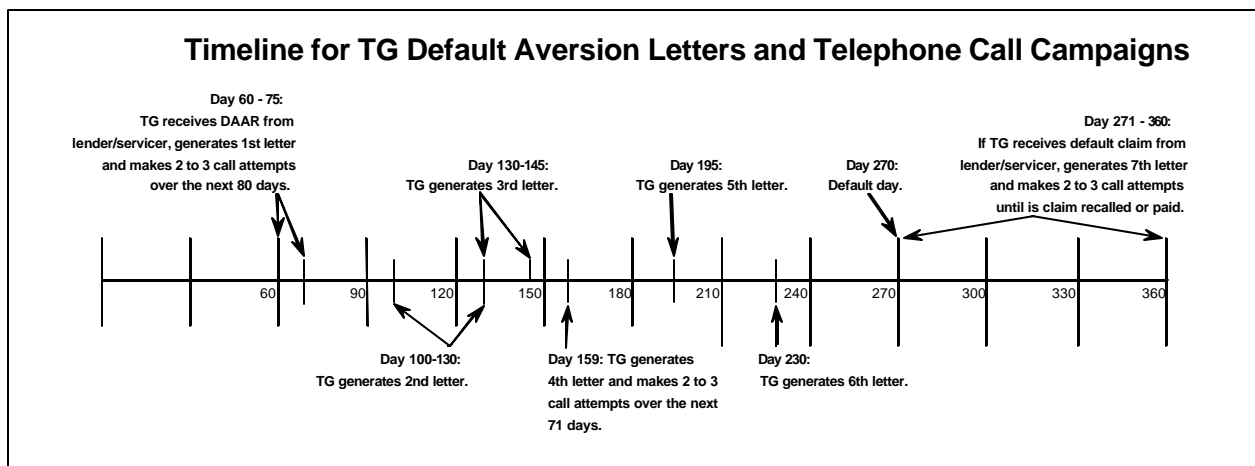 Timeline for TG Default Aversion Letters and Telephone Call Campaigns
Day 60 - 75:
TG receives DAAR from
lender/servicer, generates 1st letter
and makes 2 to 3 call attempts
over the next 80 days.
Day 130-145:
TG generates 3rd letter.
Day 195:
TG generates 5th letter.
Day 270:
Default day.
Day 271 - 360:
If TG receives default claim from
lender/servicer, generates 7th letter
and makes 2 to 3 call attempts
until is claim recalled or paid.
60 90 120 150 180 210 240 270 300 330 360
Day 100-130:
TG generates 2nd letter.
Day 159: TG generates
4th letter and makes 2 to 3
call attempts over the next
71 days.
Day 230:
TG generates 6th letter.